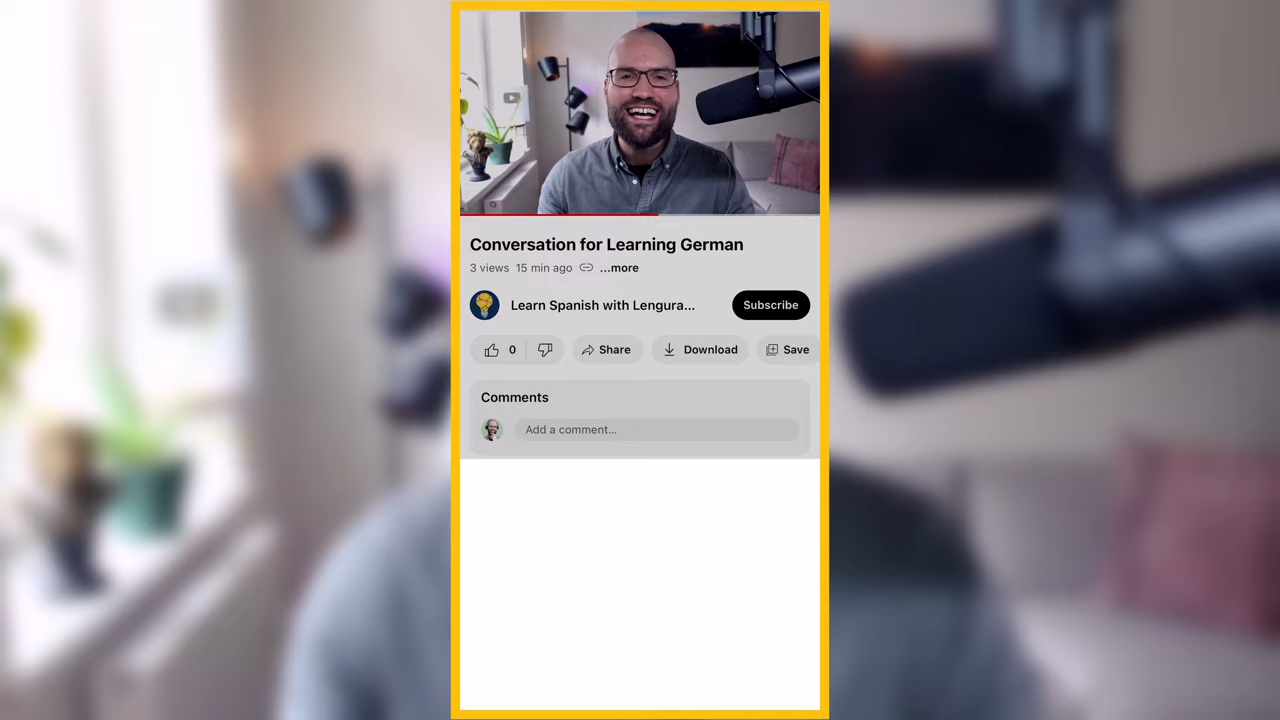 Conversation for Learning German
3 views 15 min ago ...more
Learn Spanish with Lengura... Subscribe
0 Share Download Save
Comments
Add a comment...